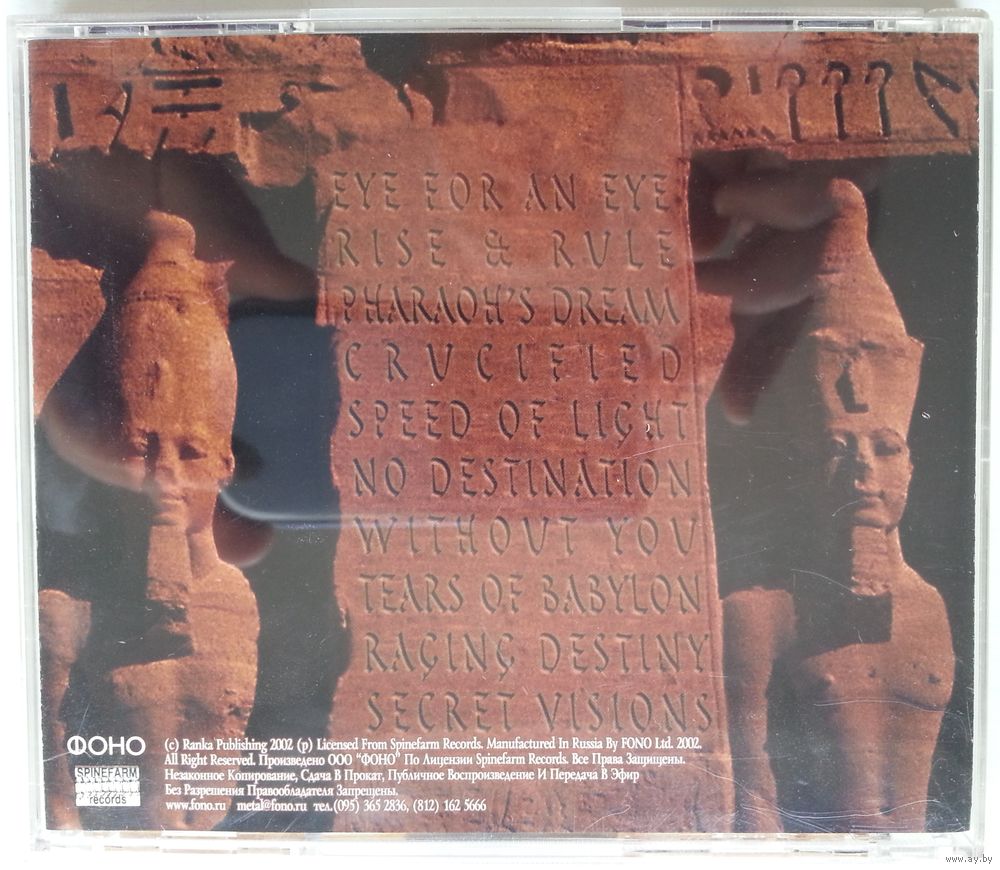 EYE FOR AN EYE
RISE & RULE
PHARAOH'S DREAM
CRUCIFIED
SPEED OF LIGHT
NO DESTINATION
WITHOUT YOU
TEARS OF BABYLON
RAGING DESTINY
SECRET VISIONS
ФОНО
SPINEFARM
records
(c) Ranka Publishing 2002 (p) Licensed From Spinefarm Records. Manufactured In Russia By FONO Ltd. 2002.
All Right Reserved. Произведено ООО "ФОНО" По Лицензии Spinefarm Records. Все Права Защищены.
Незаконное Копирование, Сдача В Прокат, Публичное Воспроизведение И Передача В Эфир
Без Разрешения Правообладателя Запрещены.
www.fono.ru metal@fono.ru тел.(095) 365 2836, (812) 162 5666
www.ay.by